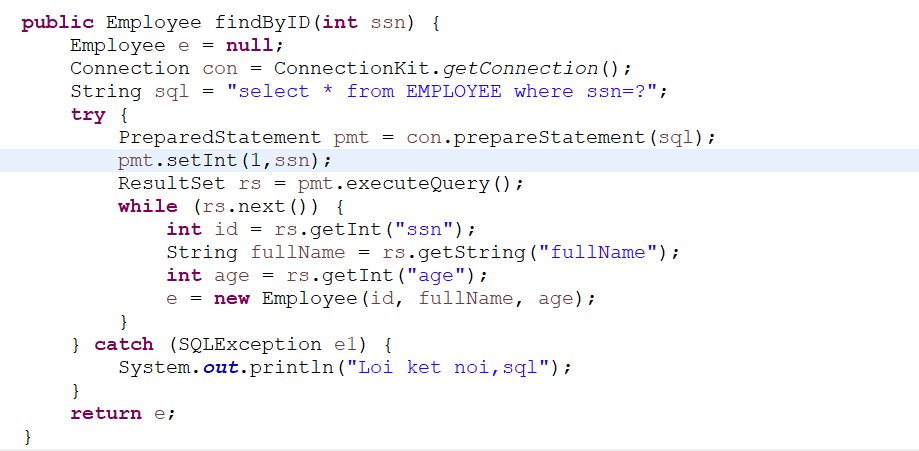 public Employee findByID(int ssn) {
Employee e = null;
Connection con = ConnectionKit.getConnection();
String sql = "select * from EMPLOYEE where ssn=?";
try {
PreparedStatement pmt = con.prepareStatement(sql);
pmt.setInt(1,ssn);
ResultSet rs = pmt.executeQuery();
while (rs.next()) {
int id = rs.getInt("ssn");
String fullName = rs.getString("fullName");
int age = rs.getInt("age");
e = new Employee(id, fullName, age);
}
} catch (SQLException e1) {
System.out.println("Loi ket noi,sql");
}
return e;
}